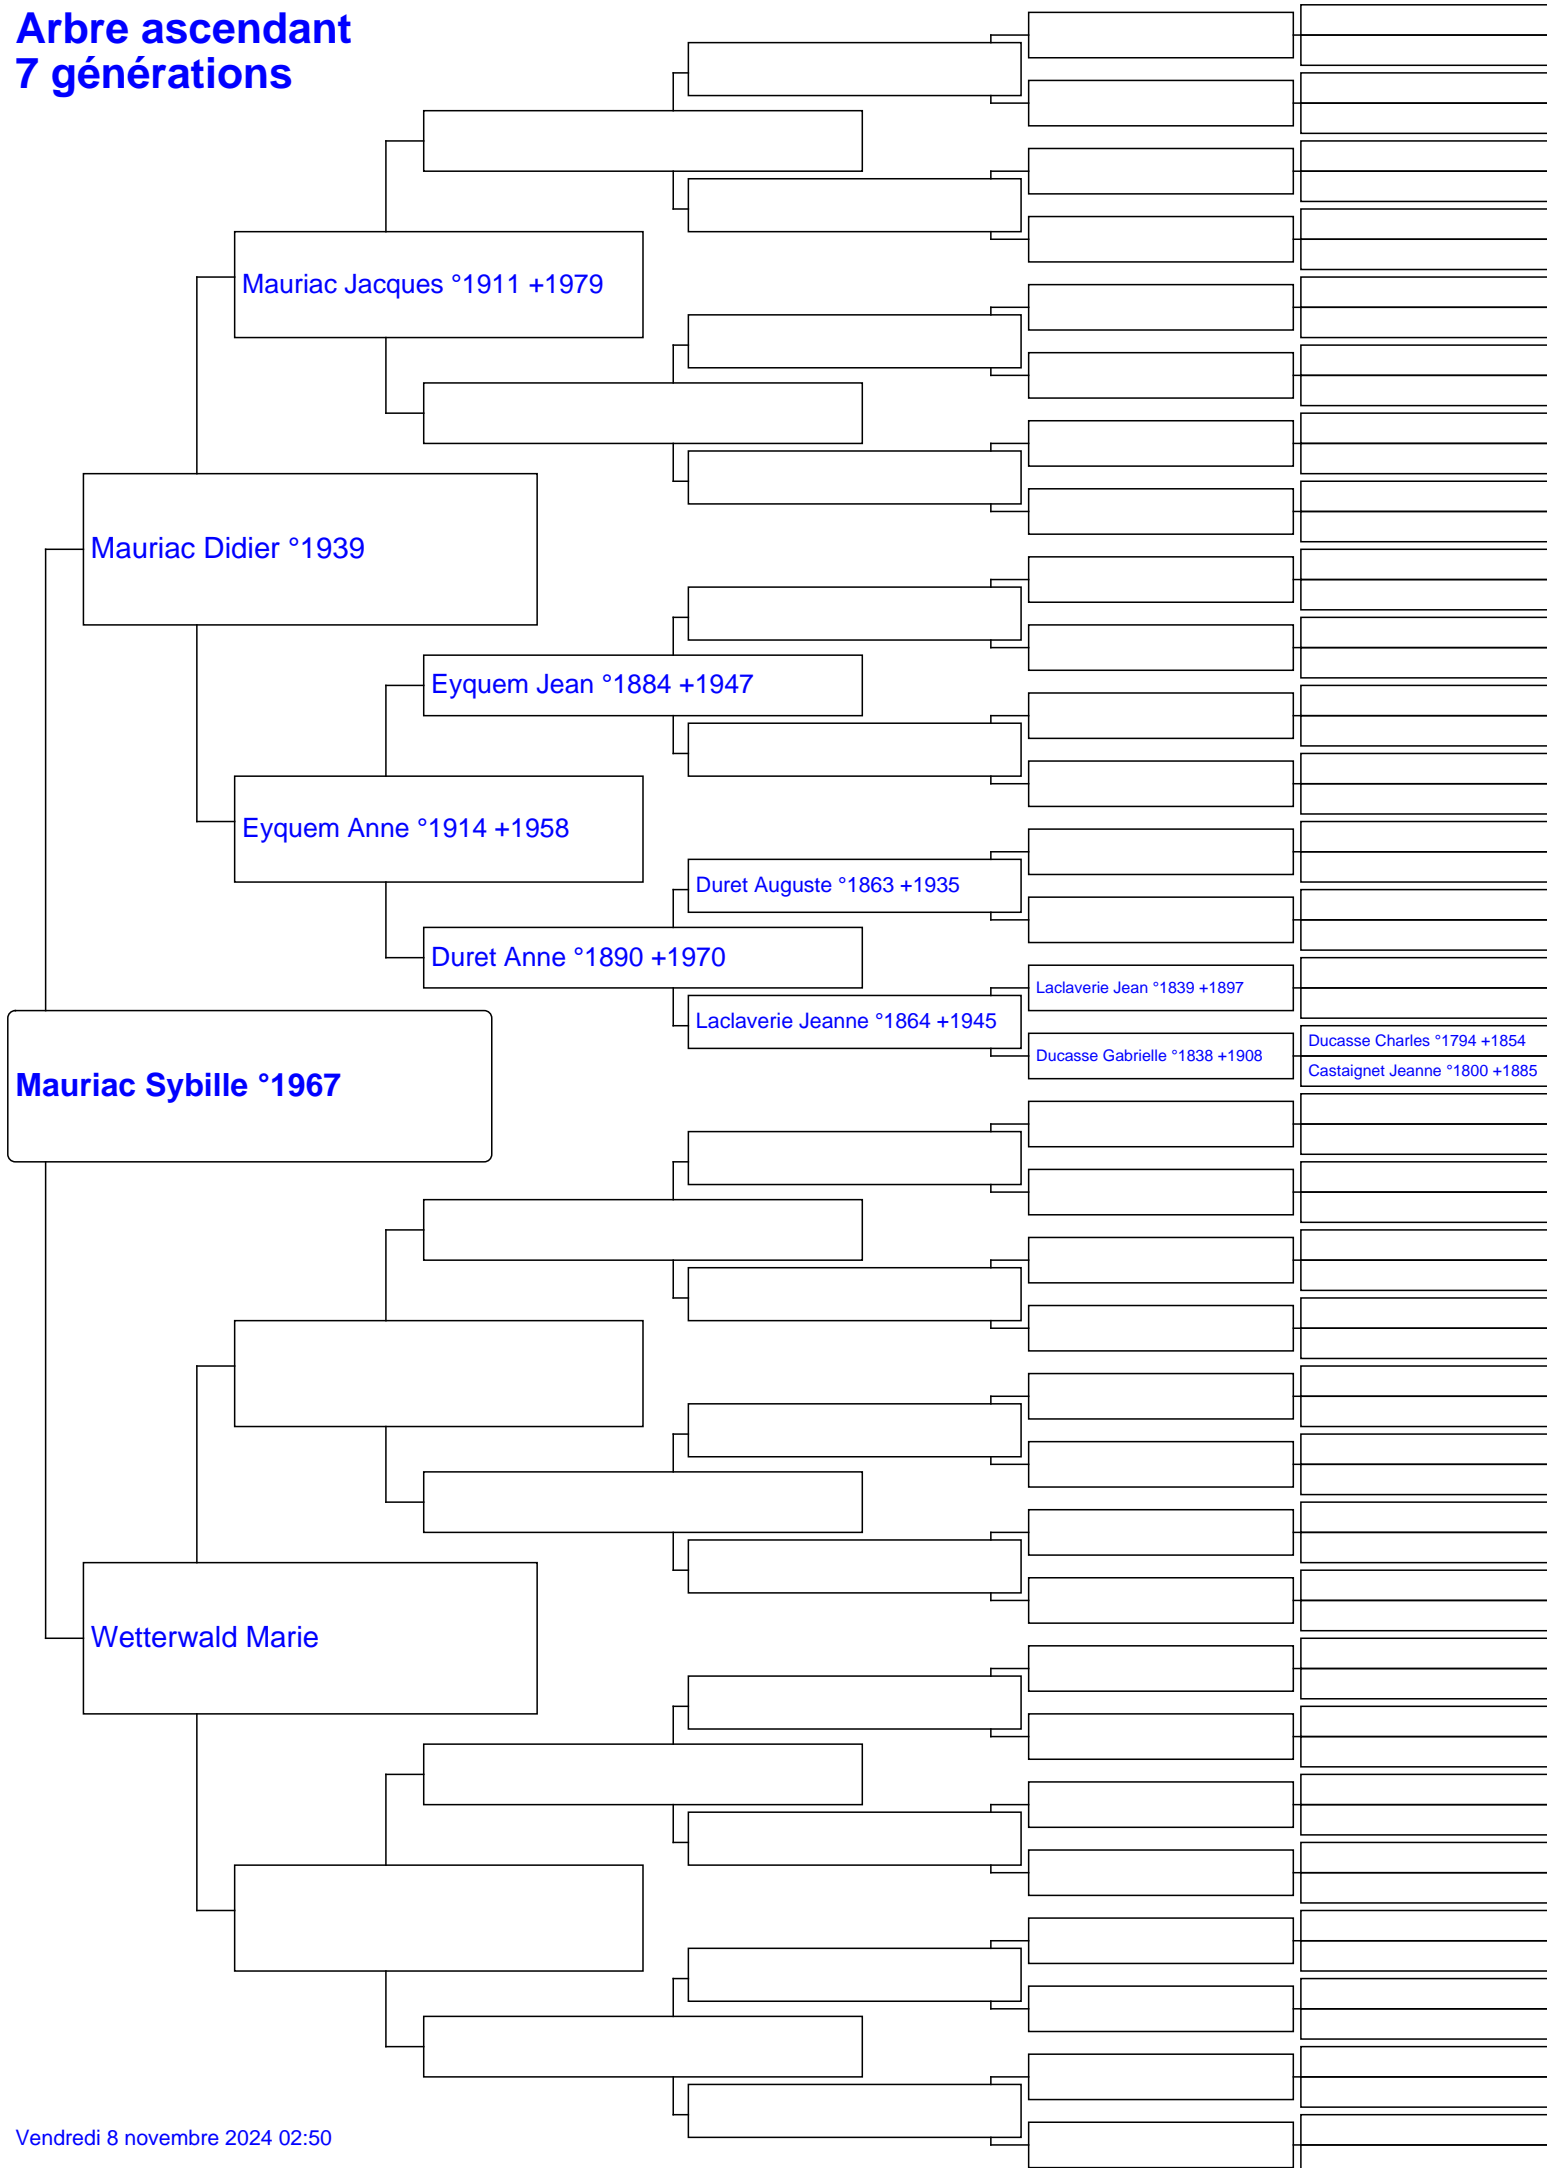 Arbre ascendant
7 générations
Mauriac Jacques °1911 +1979
Mauriac Didier °1939
Eyquem Jean °1884 +1947
Eyquem Anne °1914 +1958
Duret Auguste °1863 +1935
Duret Anne °1890 +1970
Laclaverie Jean °1839 +1897
Laclaverie Jeanne °1864 +1945
Ducasse Charles °1794 +1854
Ducasse Gabrielle °1838 +1908
Castaignet Jeanne °1800 +1885
Mauriac Sybille °1967
Wetterwald Marie
Vendredi 8 novembre 2024 02:50